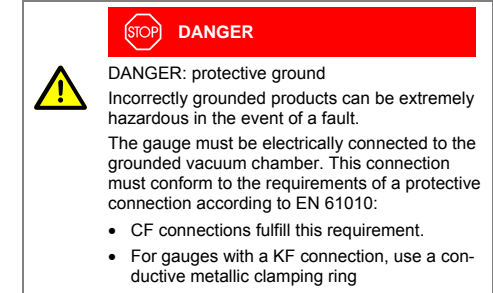 STOP DANGER
DANGER: protective ground
Incorrectly grounded products can be extremely
hazardous in the event of a fault.
The gauge must be electrically connected to the
grounded vacuum chamber. This connection
must conform to the requirements of a protective
connection according to EN 61010:
• CF connections fulfill this requirement.
• For gauges with a KF connection, use a con-
ductive metallic clamping ring